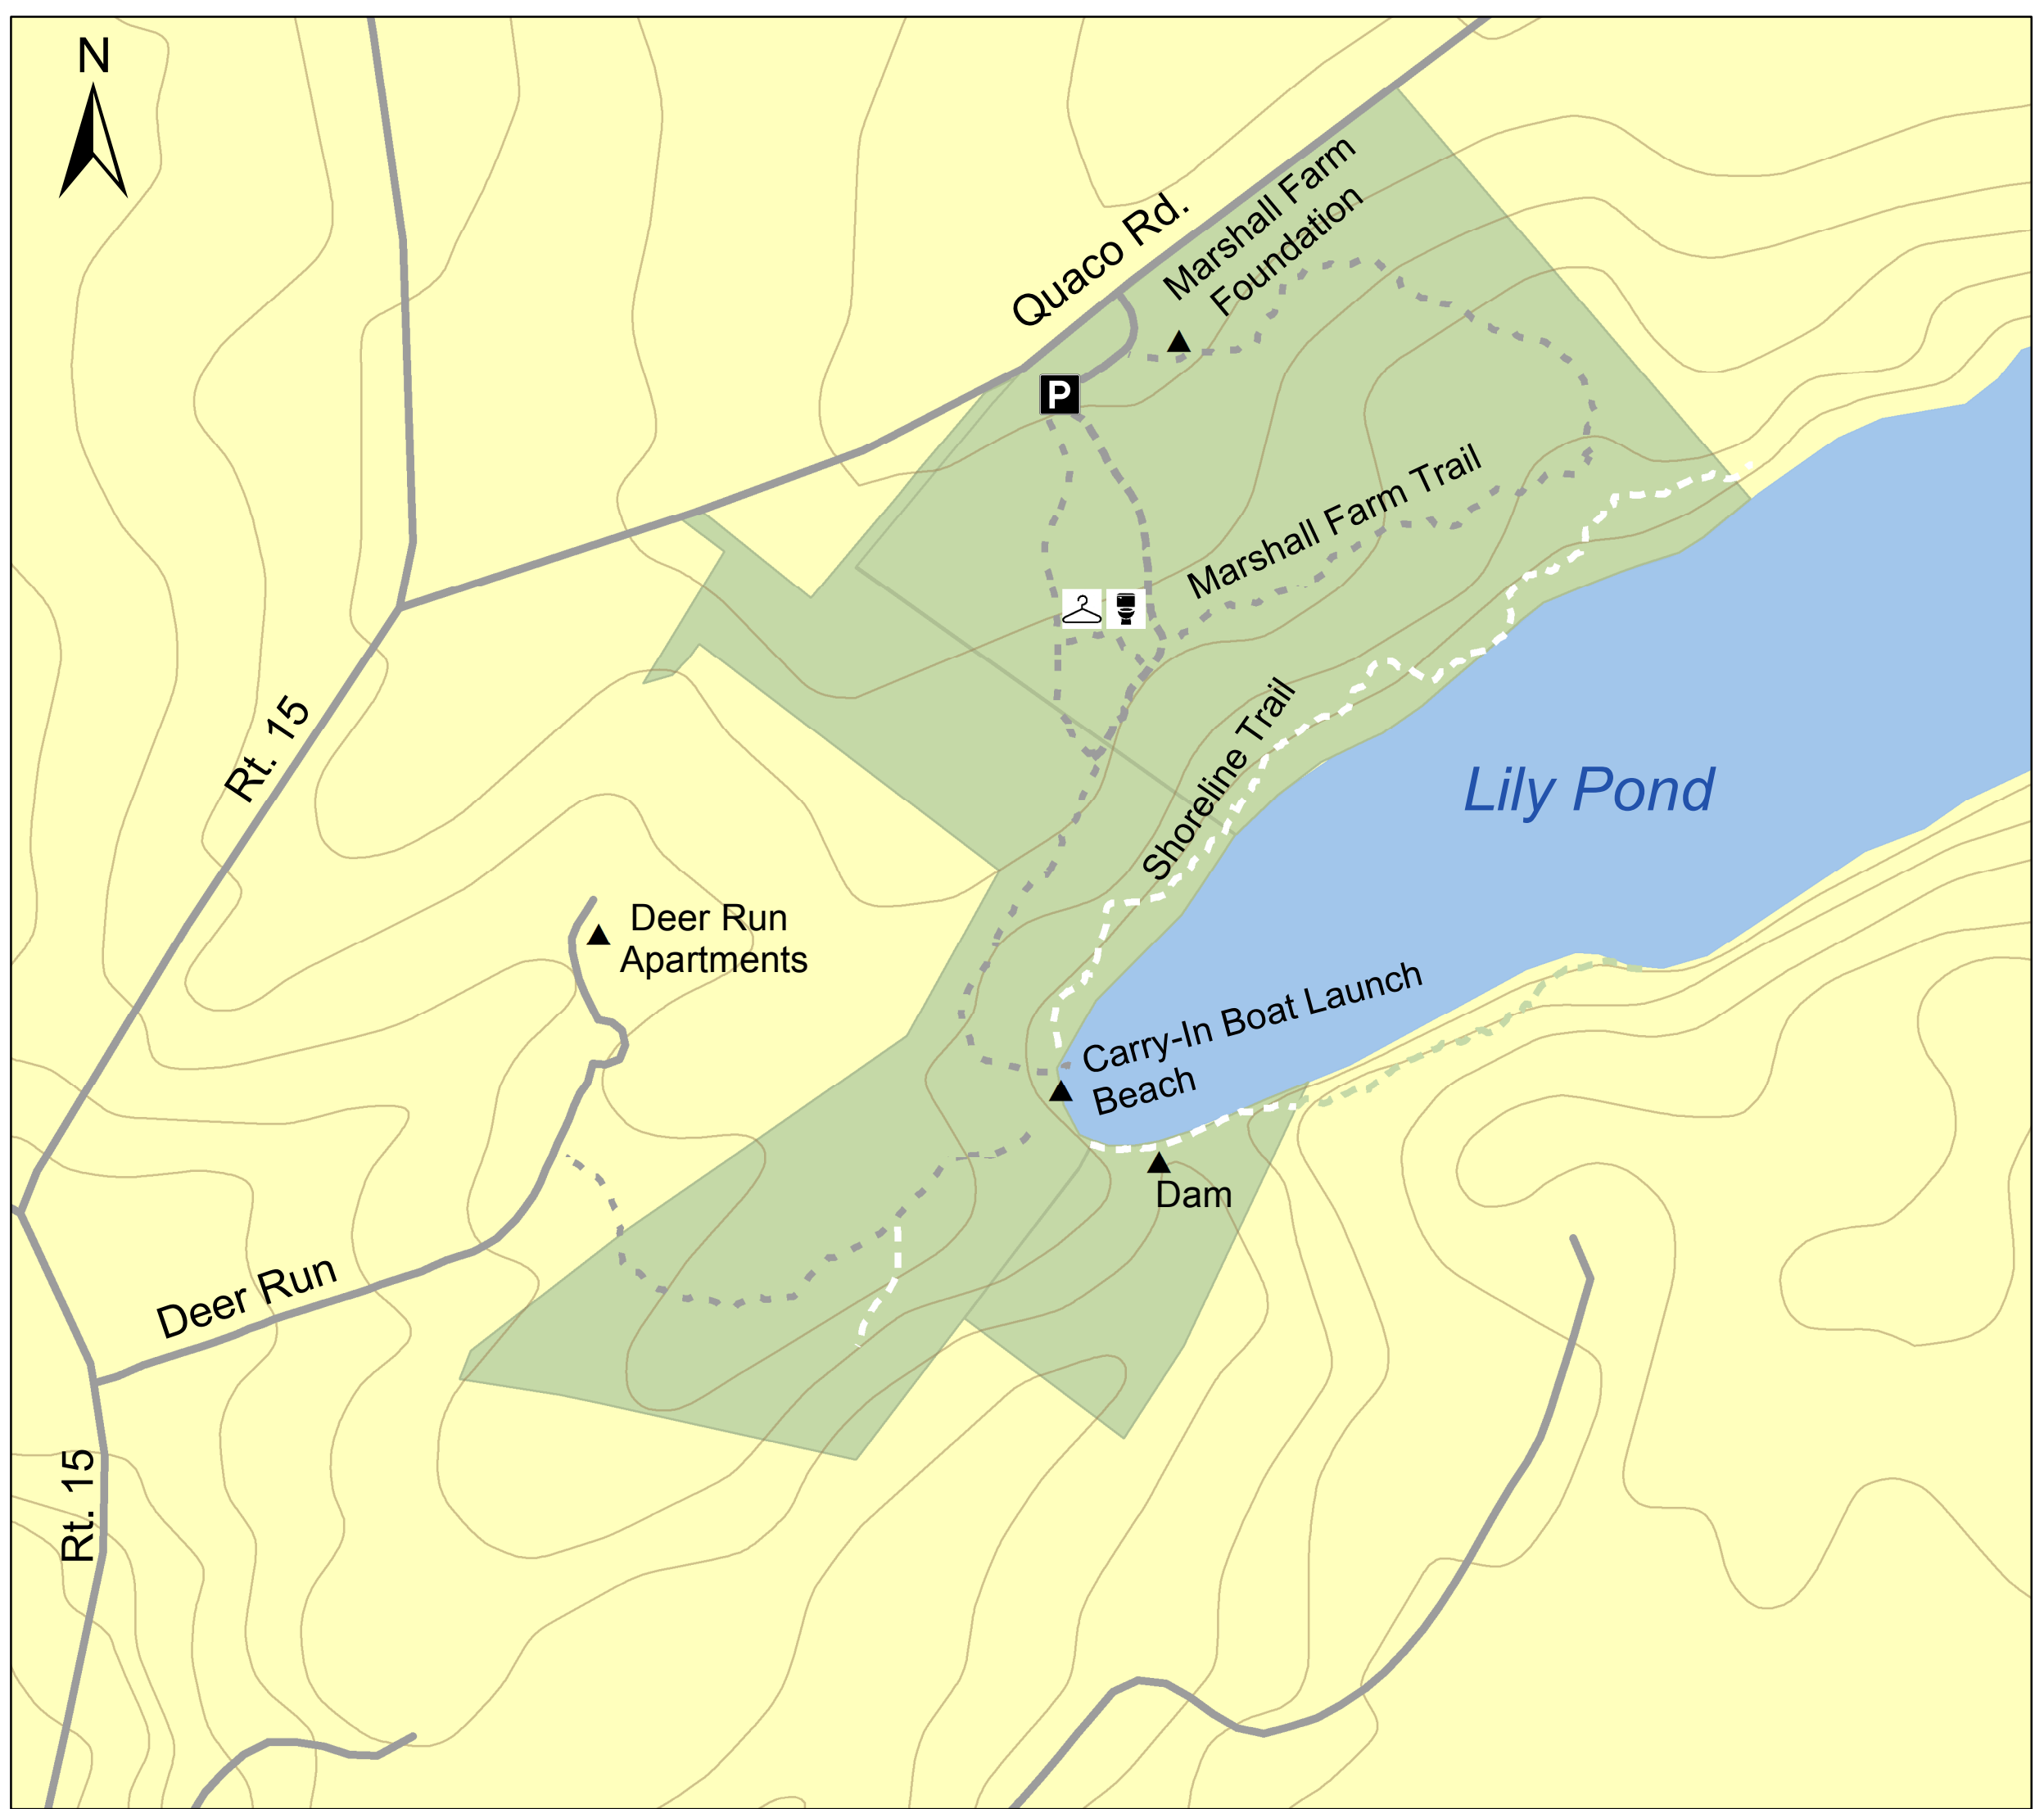 N
Quaco Rd.
Marshall Farm
Foundation
P
Marshall Farm Trail
Rt. 15
Shoreline Trail
Lily Pond
Deer Run
Apartments
Carry-In Boat Launch
Beach
Dam
Deer Run
Rt. 15